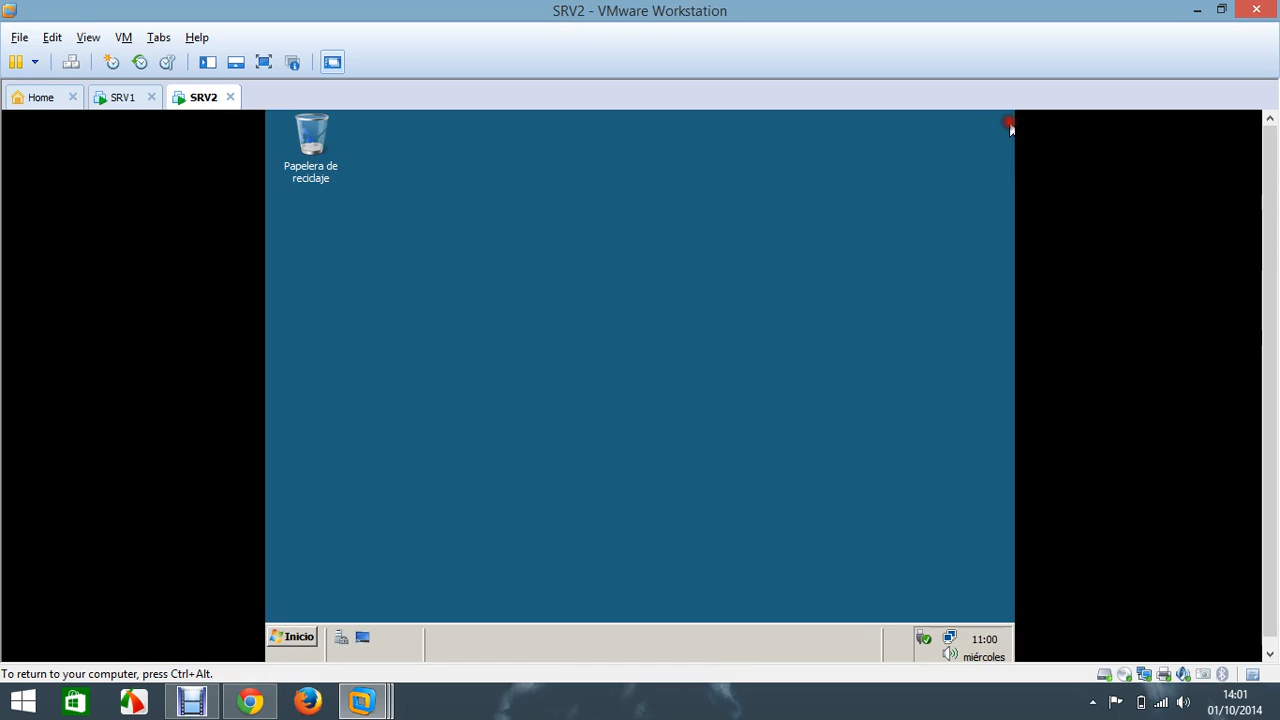 SRV2 - VMware Workstation
File Edit View VM Tabs Help
Home SRV1 SRV2
Papelera de
reciclaje
Inicio
11:00
miércoles
To return to your computer, press Ctrl+Alt.
14:01
01/10/2014